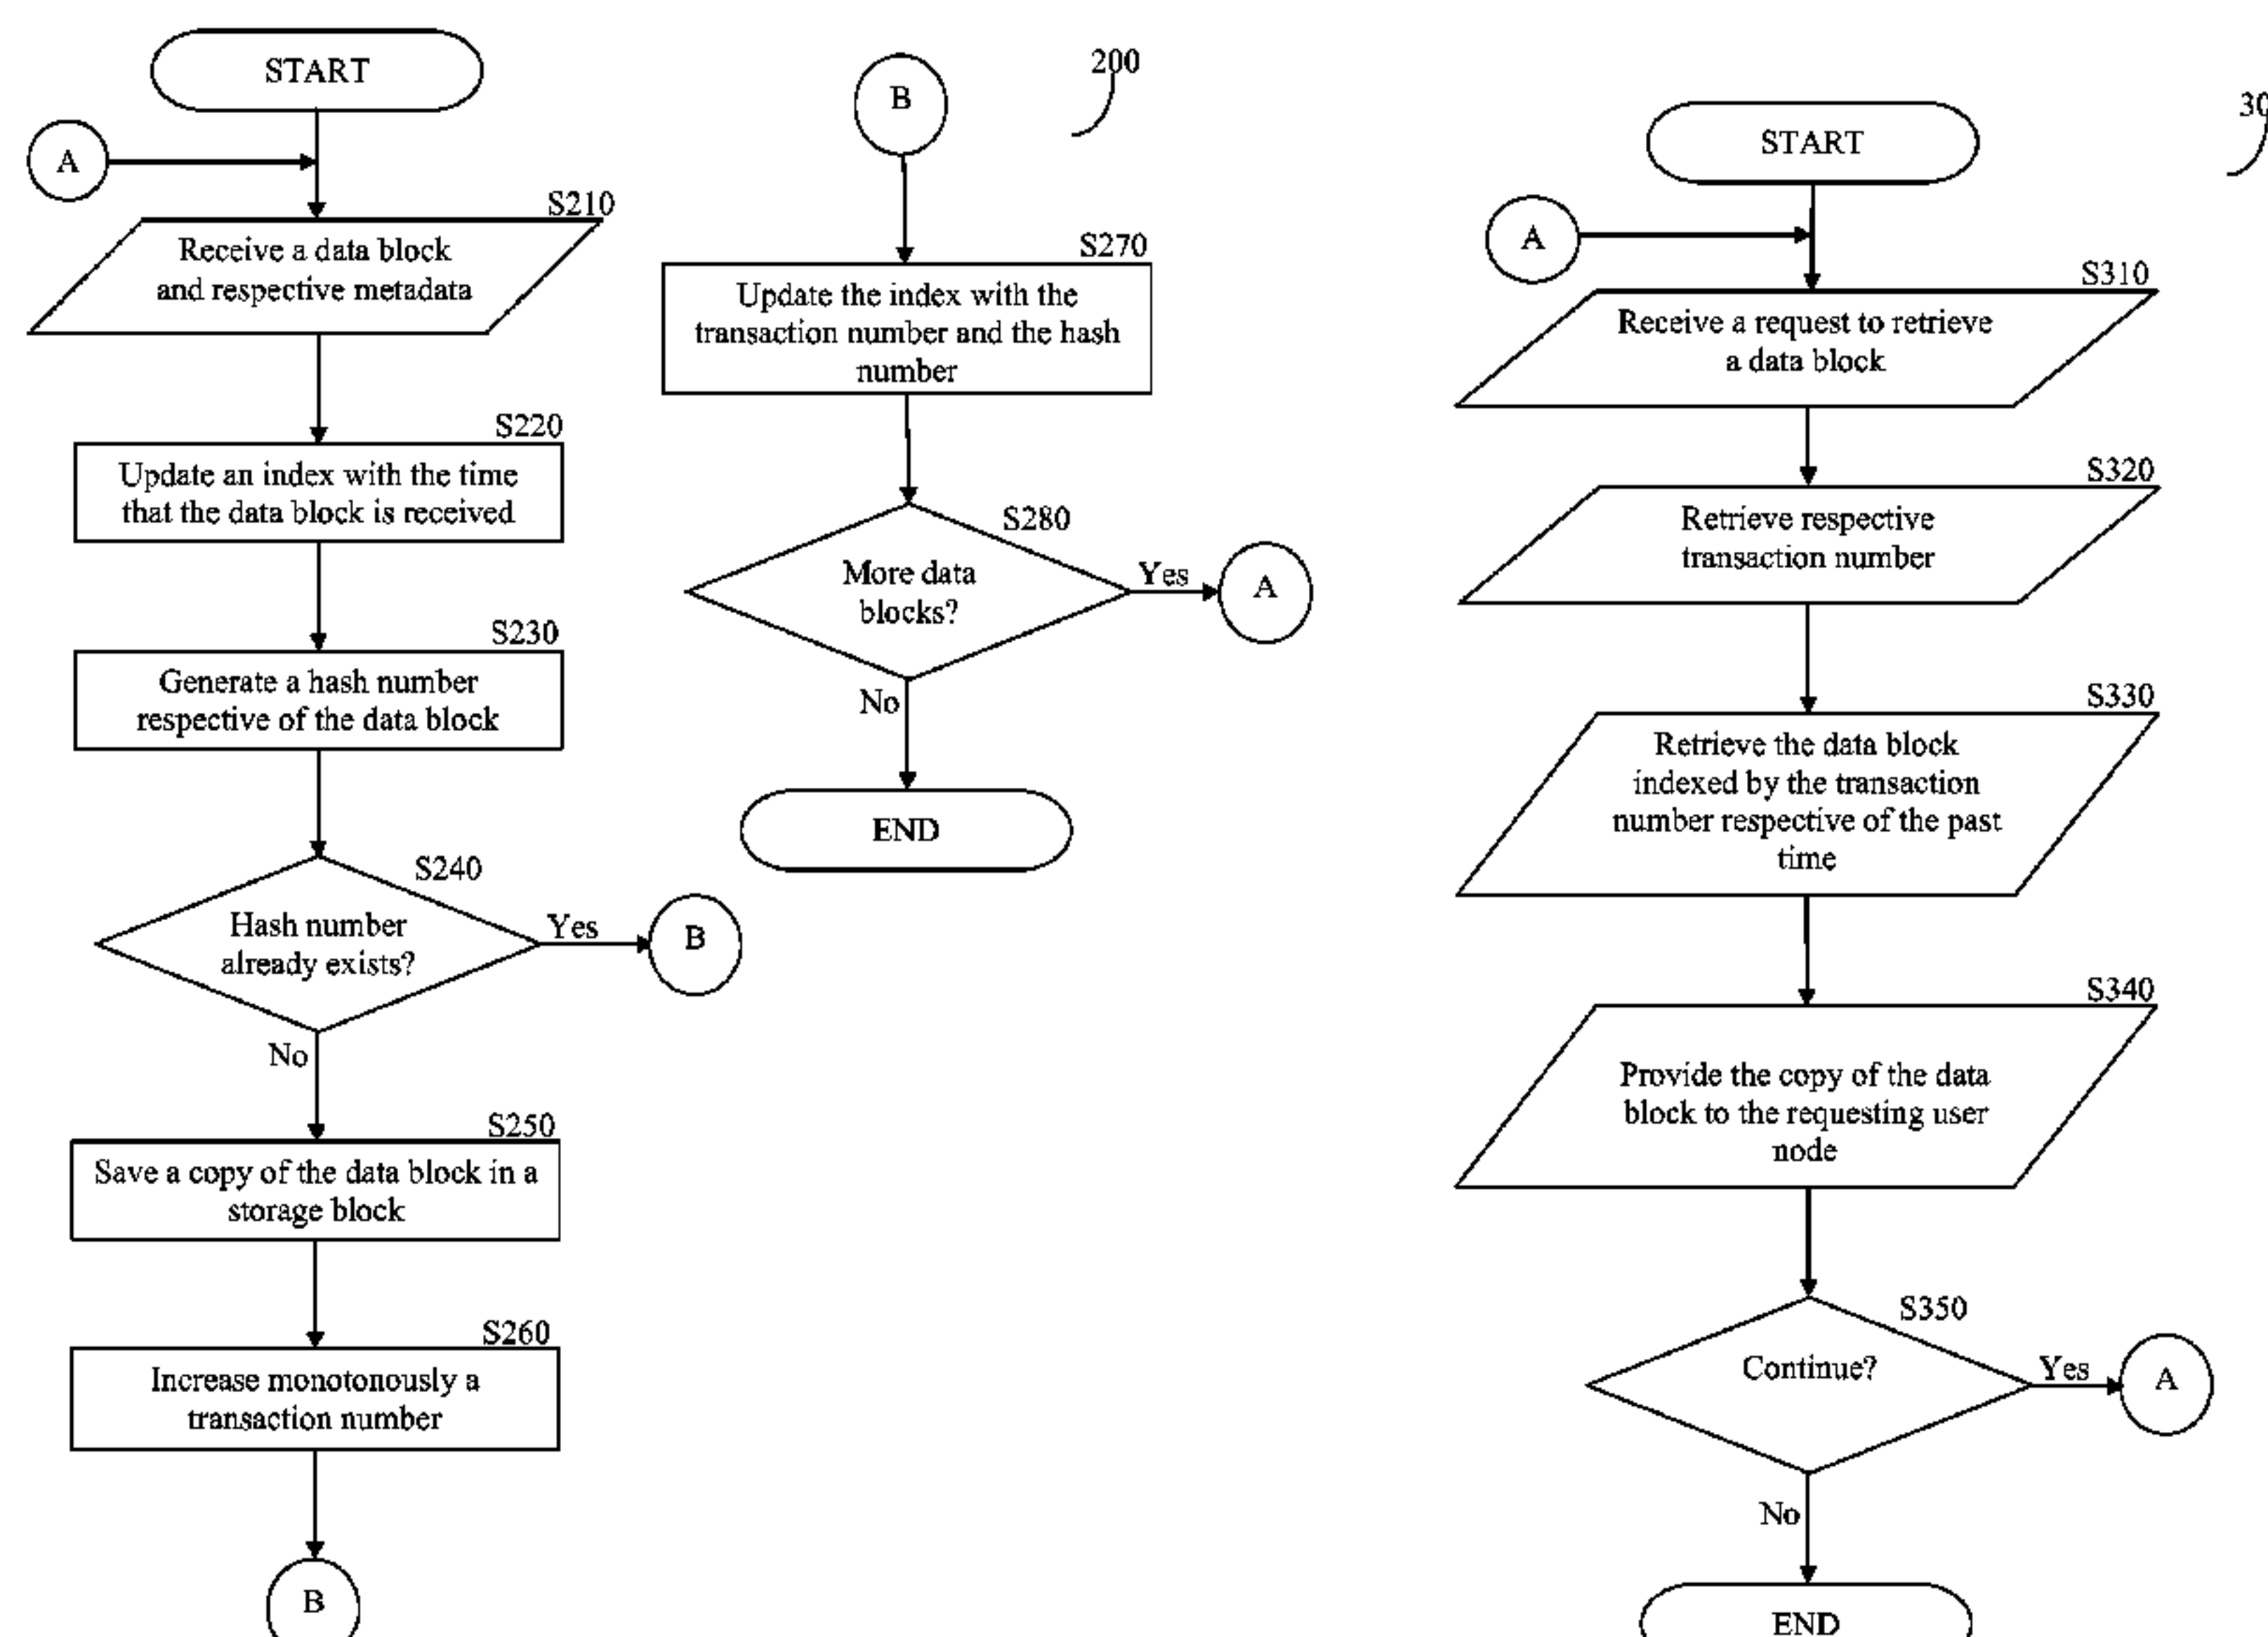 START
A
S210
Receive a data block
and respective metadata
S220
Update an index with the time
that the data block is received
S230
Generate a hash number
respective of the data block
S240
Hash number
already exists?
Yes
B
No
S250
Save a copy of the data block in a
storage block
S260
Increase monotonously a
transaction number
B
B
200
S270
Update the index with the
transaction number and the hash
number
S280
More data
blocks?
Yes
A
No
END
30
START
A
S310
Receive a request to retrieve
a data block
S320
Retrieve respective
transaction number
S330
Retrieve the data block
indexed by the transaction
number respective of the past
time
S340
Provide the copy of the data
block to the requesting user
node
S350
Continue?
Yes
A
No
END